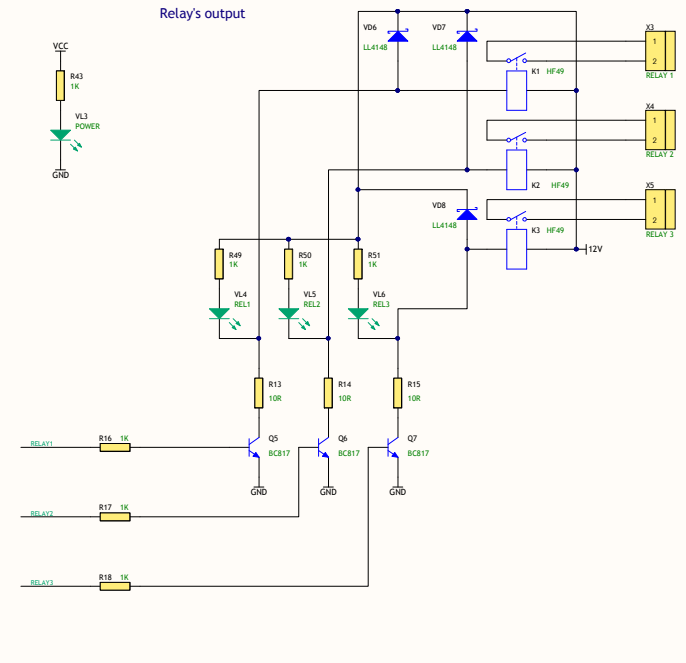 Relay's output
VCC
R43
1K
VL3
POWER
GND
VD6
LL4148
VD7
LL4148
X3
1
2
RELAY 1
K1 HF49
X4
1
2
RELAY 2
K2 HF49
X5
1
2
RELAY 3
K3 HF49
VD8
LL4148
12V
R49
1K
R50
1K
R51
1K
VL4
REL1
VL5
REL2
VL6
REL3
R13
10R
R14
10R
R15
10R
RELAY1
R16 1K
Q5
BC817
Q6
BC817
Q7
BC817
GND
GND
GND
RELAY2
R17 1K
RELAY3
R18 1K